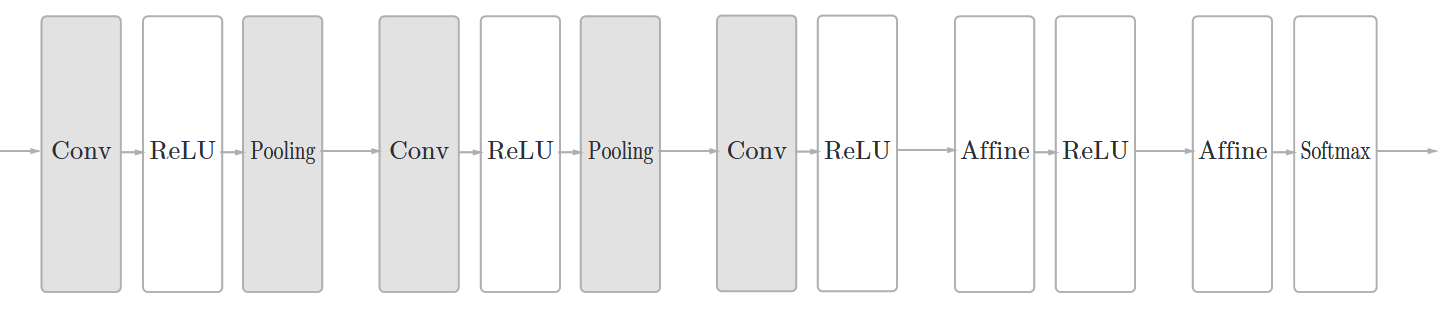 Conv ReLU Pooling Conv ReLU Pooling Conv ReLU Affine ReLU Affine Softmax